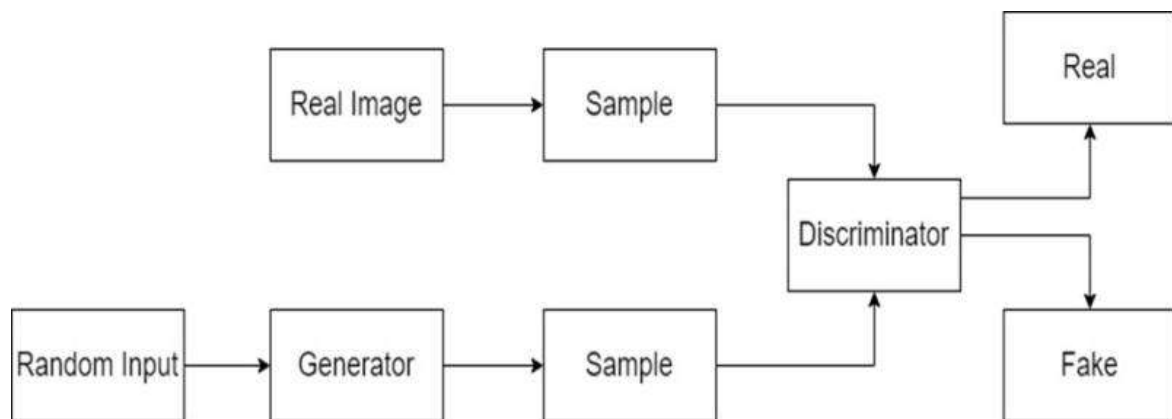 Real
Real Image
Sample
Discriminator
Random Input
Generator
Sample
Fake